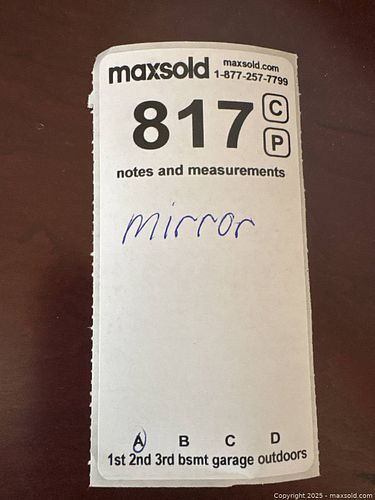 maxsold maxsold.com
1-877-257-7799
817 C
P
notes and measurements
mirror
A B C D
1st 2nd 3rd bsmt garage outdoors
Copyright 2025 - maxsold.com